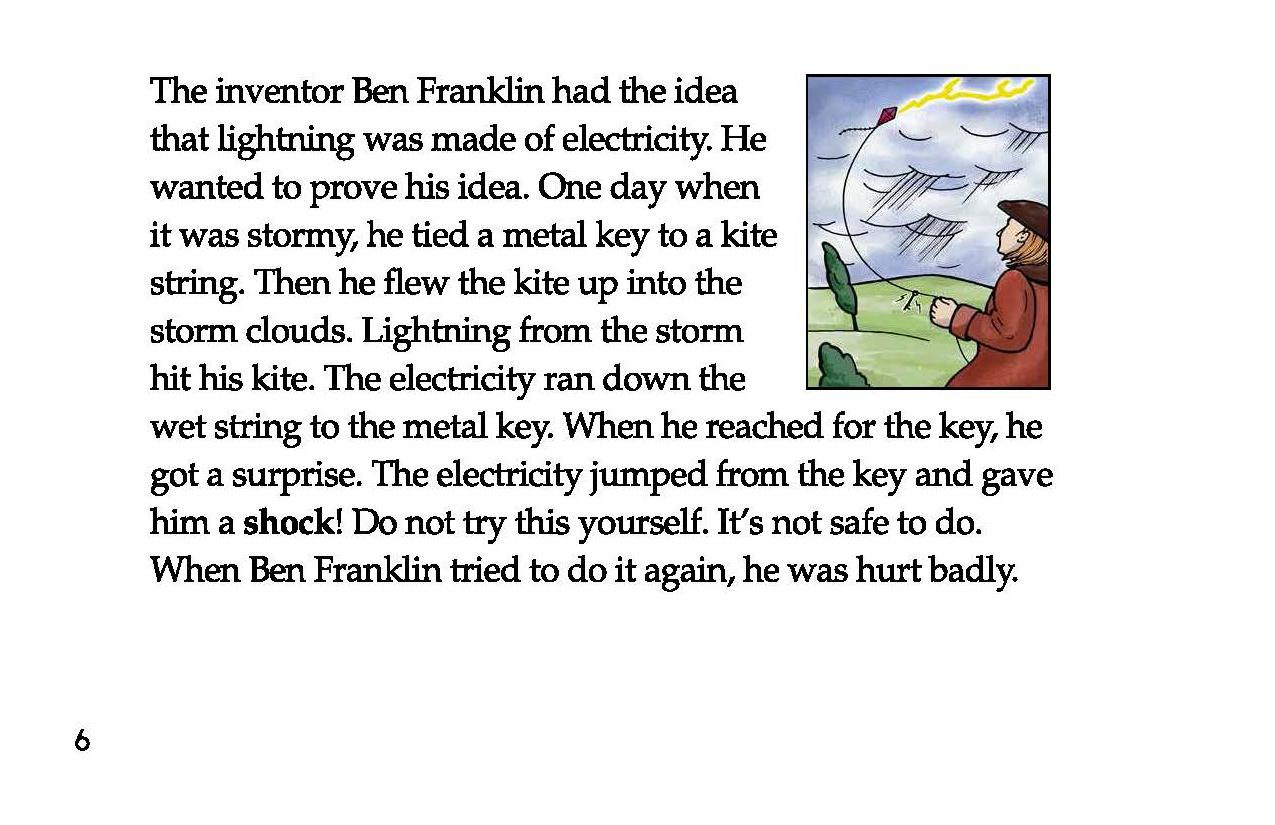 The inventor Ben Franklin had the idea
that lightning was made of electricity. He
wanted to prove his idea. One day when
it was stormy, he tied a metal key to a kite
string. Then he flew the kite up into the
storm clouds. Lightning from the storm
hit his kite. The electricity ran down the
wet string to the metal key. When he reached for the key, he
got a surprise. The electricity jumped from the key and gave
him a shock! Do not try this yourself. It's not safe to do.
When Ben Franklin tried to do it again, he was hurt badly.
6